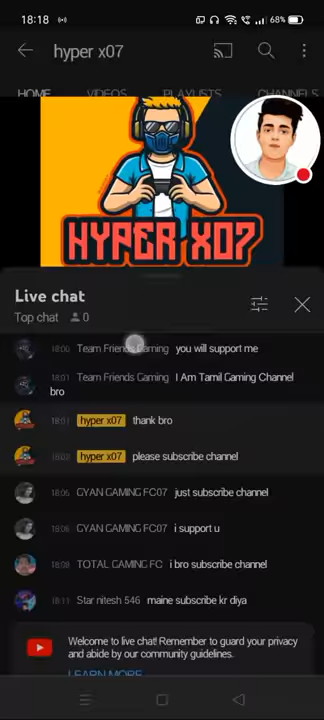 18:18
68%
hyper x07
HOME VIDEOS PLAYLISTS CHANNELS
HYPER X07
Live chat
Top chat 0
18:00 Team Friends Gaming you will support me
18:01 Team Friends Gaming I Am Tamil Gaming Channel
bro
18:01 hyper x07 thank bro
18:02 hyper x07 please subscribe channel
18:06 GYAN GAMING FC07 just subscribe channel
18:06 GYAN GAMING FC07 i support u
18:08 TOTAL GAMING FC i bro subscribe channel
18:11 Star nitesh 546 maine subscribe kr diya
Welcome to live chat! Remember to guard your privacy
and abide by our community guidelines.
LEARN MORE